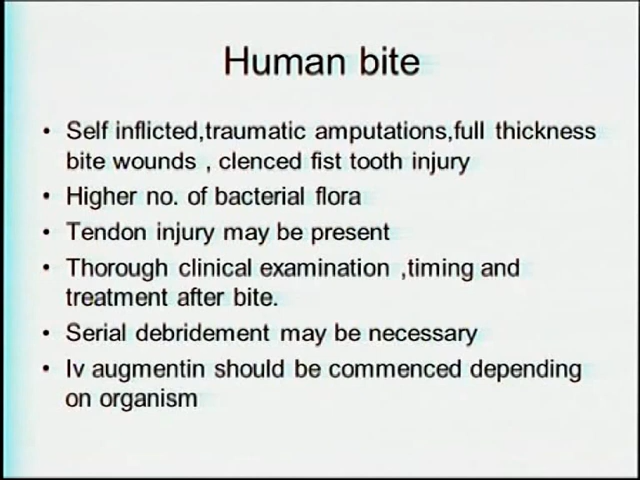 Human bite
• Self inflicted,traumatic amputations,full thickness
bite wounds , clenced fist tooth injury
• Higher no. of bacterial flora
• Tendon injury may be present
• Thorough clinical examination ,timing and
treatment after bite.
• Serial debridement may be necessary
• Iv augmentin should be commenced depending
on organism